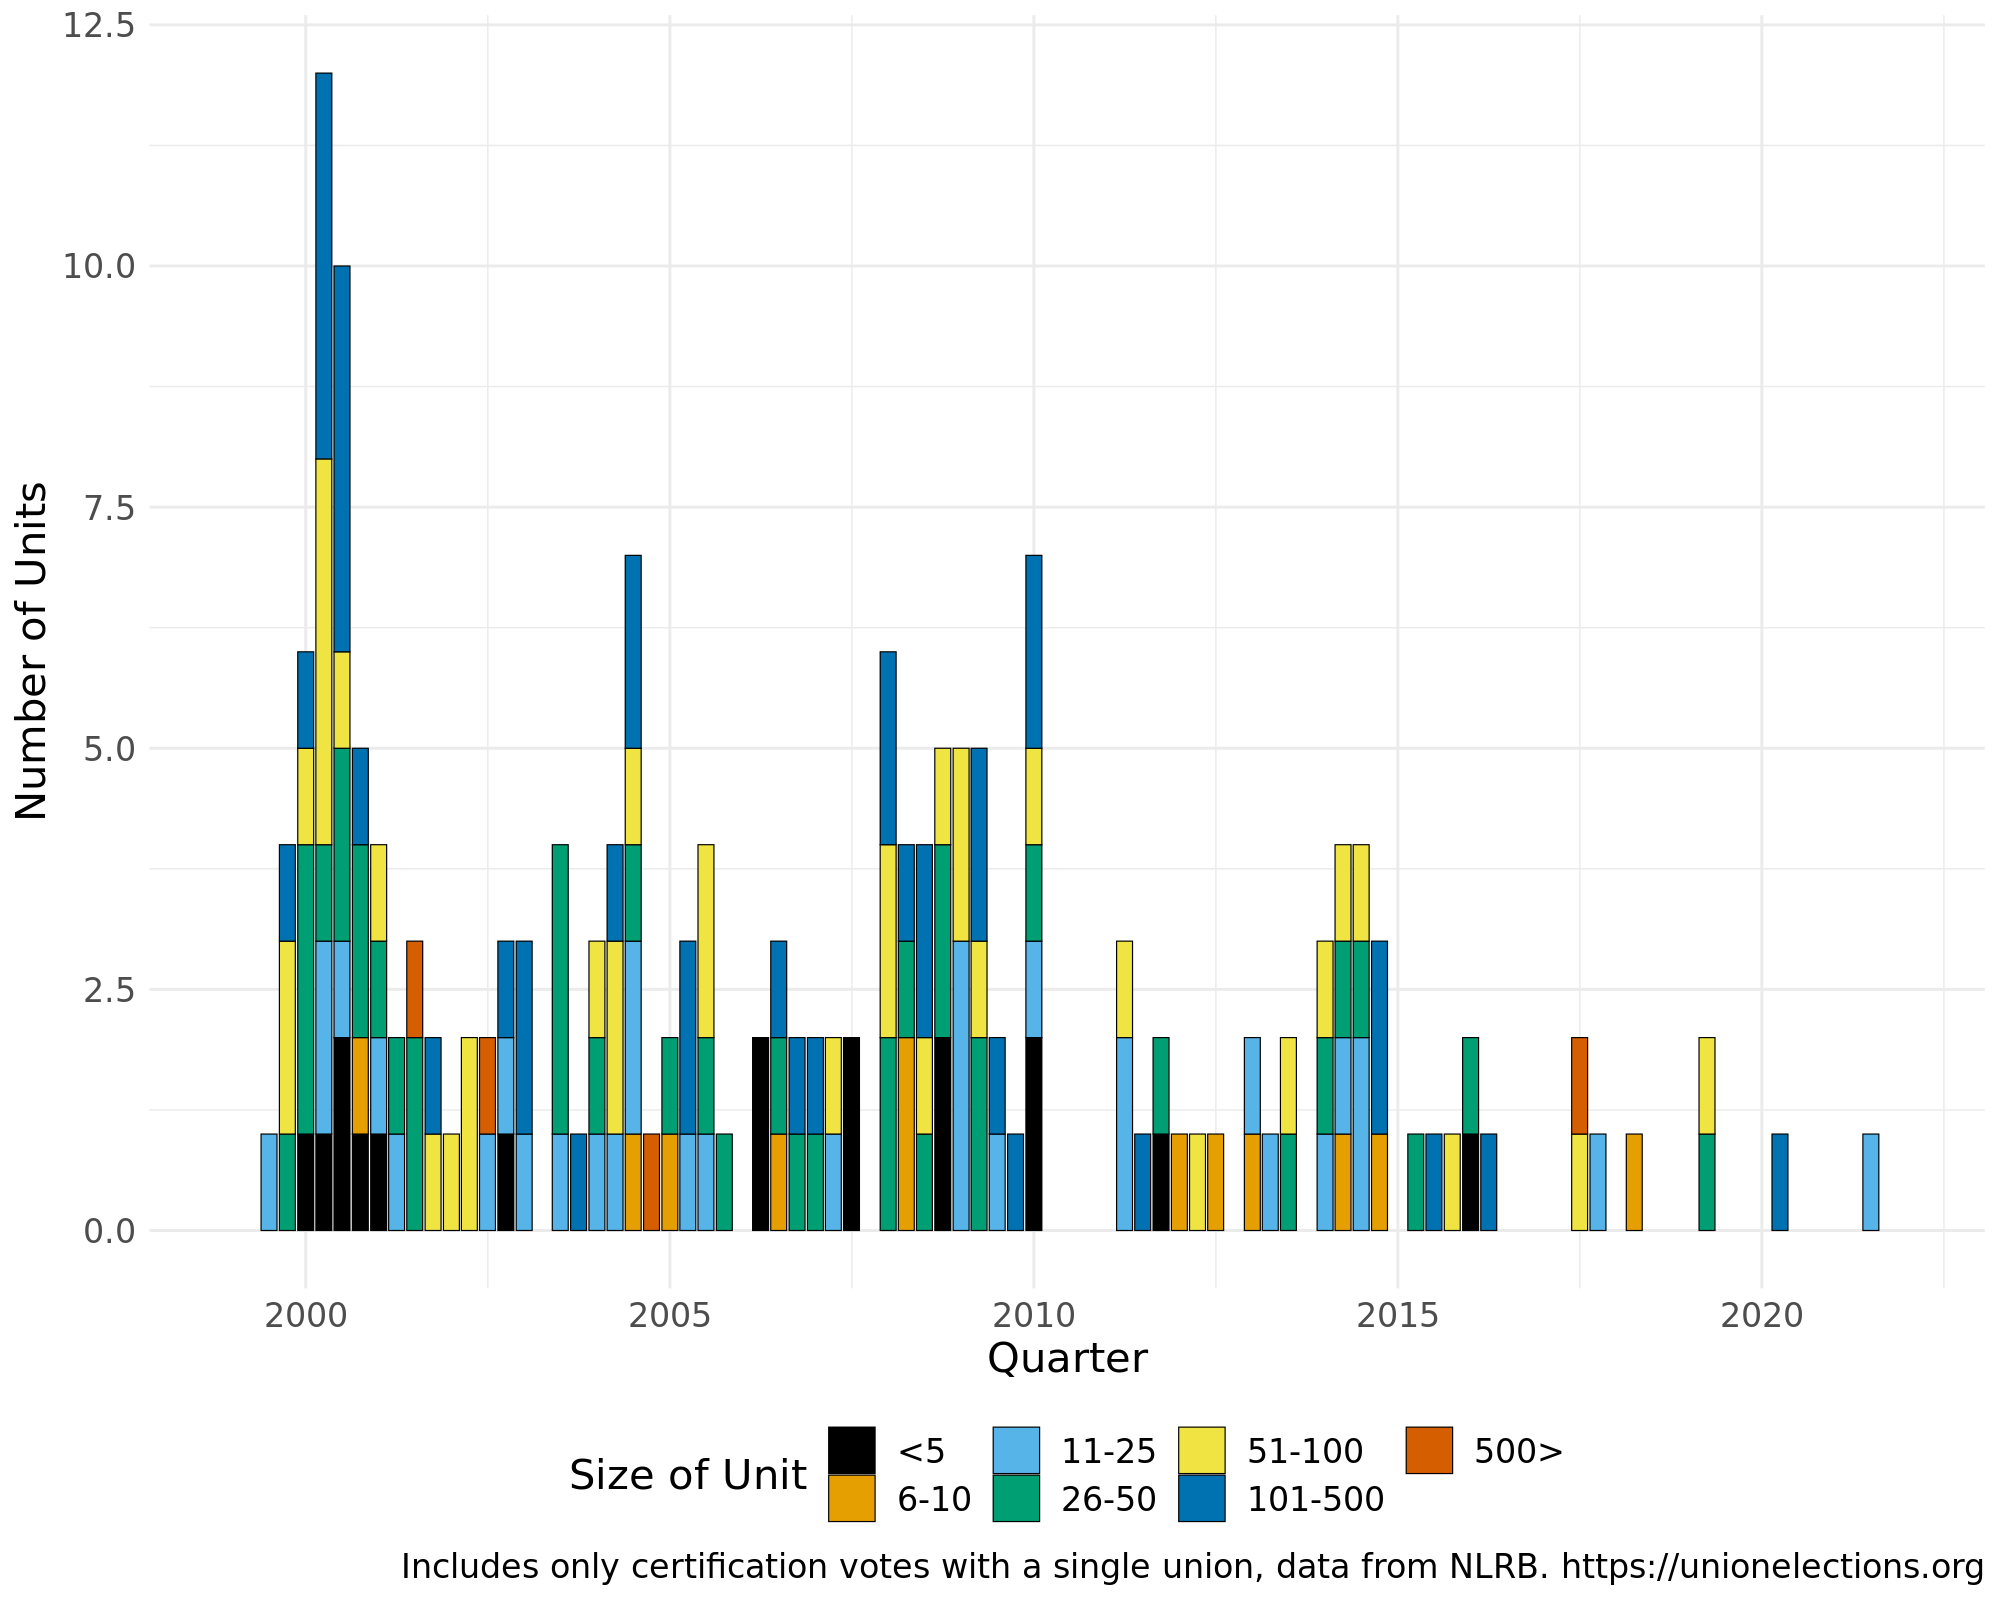 12.5
10.0
7.5
5.0
2.5
0.0
Number of Units
2000 2005 2010 2015 2020
Quarter
Size of Unit
<5 11-25 51-100 500>
6-10 26-50 101-500
Includes only certification votes with a single union, data from NLRB. https://unionelections.org